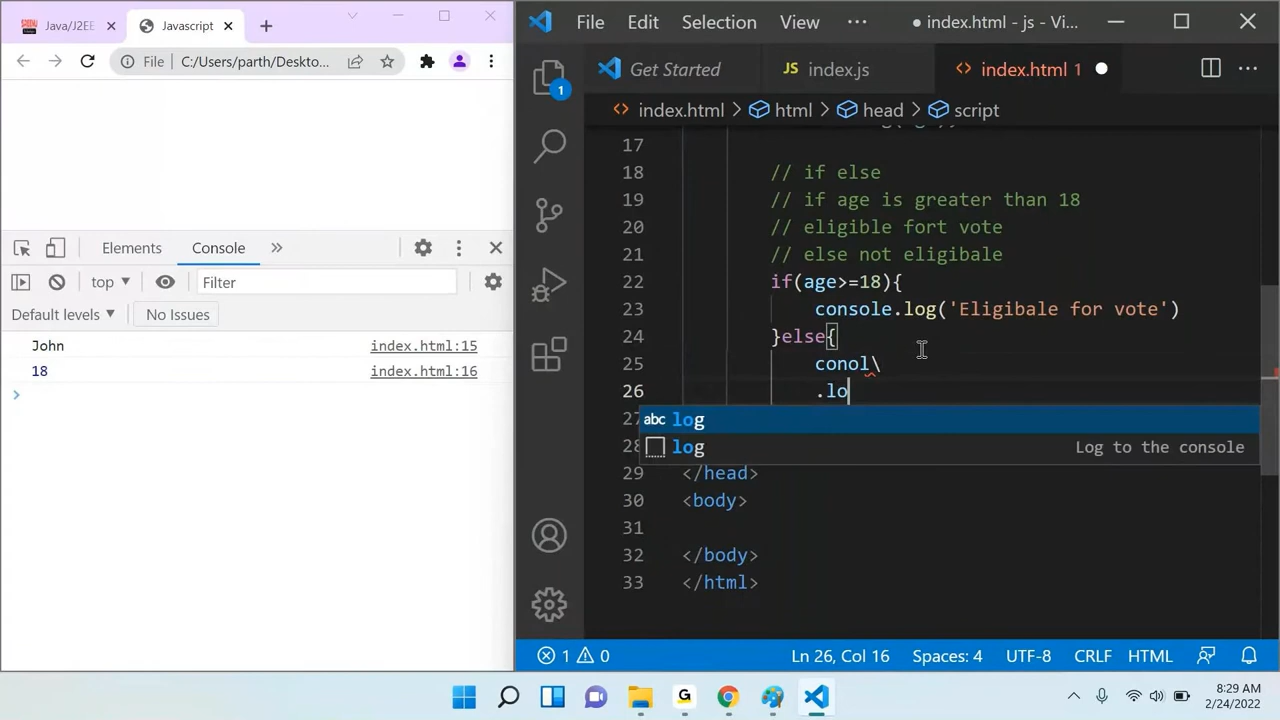 Java/J2EE
Javascript
File C:/Users/parth/Deskto...
Elements Console
top Filter
Default levels No Issues
John index.html:15
18 index.html:16
File Edit Selection View
● index.html - js - Vi...
Get Started JS index.js index.html 1
index.html > html > head > script
17
18 // if else
19 // if age is greater than 18
20 // eligible fort vote
21 // else not eligibale
22 if(age>=18){
23 console.log('Eligibale for vote')
24 }else{
25 conol\
26 .lo
abc log
log Log to the console
29 </head>
30 <body>
31
32 </body>
33 </html>
1 0 Ln 26, Col 16 Spaces: 4 UTF-8 CRLF HTML
8:29 AM
2/24/2022